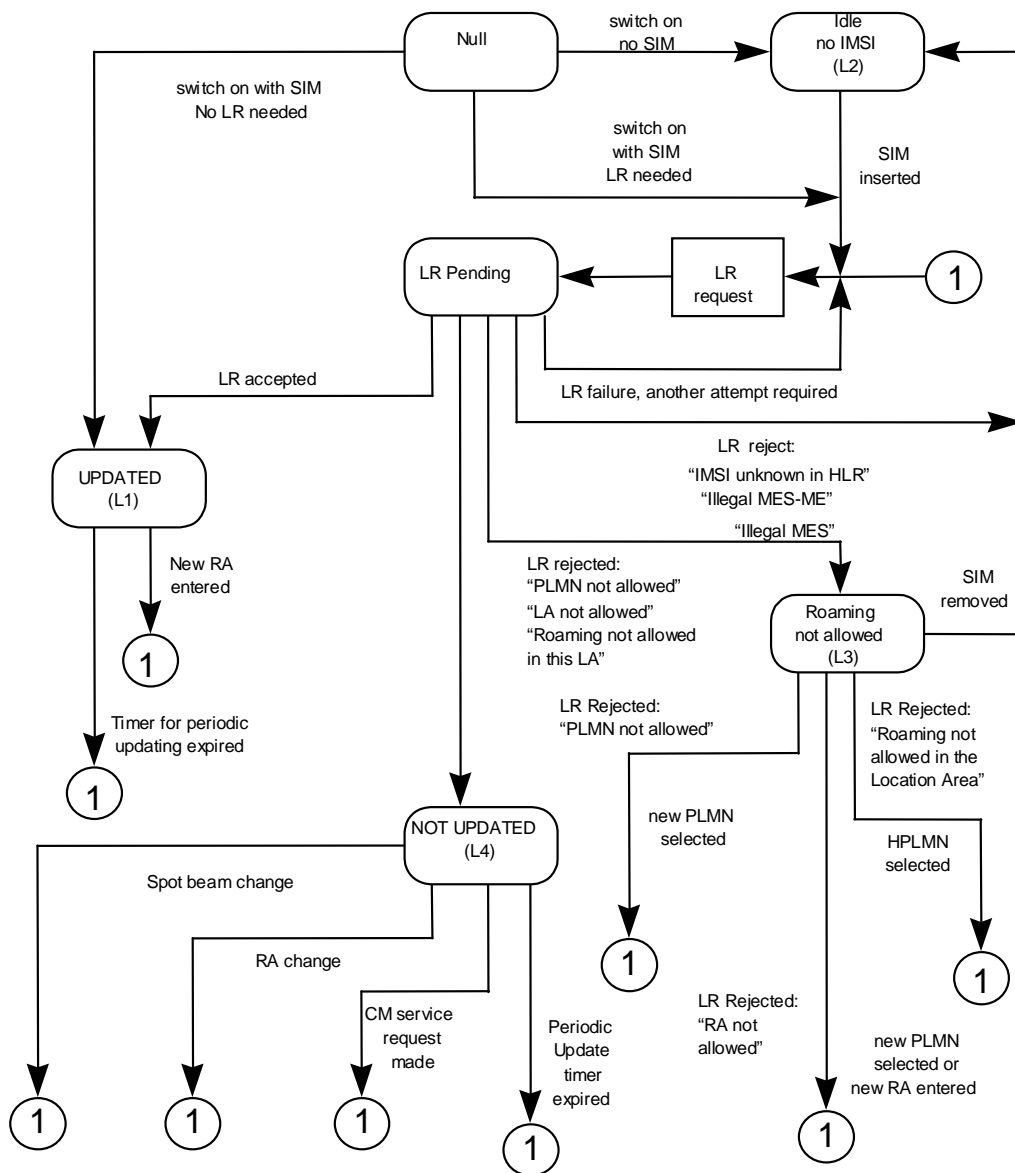 Null
switch on
no SIM
Idle
no IMSI
(L2)
switch on with SIM
No LR needed
switch on
with SIM
LR needed
SIM
inserted
LR Pending
LR
request
1
LR accepted
LR failure, another attempt required
LR reject:
“IMSI unknown in HLR”
“Illegal MES-ME”
“Illegal MES”
UPDATED
(L1)
New RA
entered
1
Timer for periodic
updating expired
1
LR rejected:
“PLMN not allowed”
“LA not allowed”
“Roaming not allowed
in this LA”
Roaming
not allowed
(L3)
SIM
removed
LR Rejected:
“PLMN not allowed”
LR Rejected:
“Roaming not
allowed in the
Location Area”
new PLMN
selected
HPLMN
selected
1
1
NOT UPDATED
(L4)
Spot beam change
RA change
CM service
request
made
Periodic
Update
timer
expired
LR Rejected:
“RA not
allowed”
new PLMN
selected or
new RA entered
1
1
1
1
1